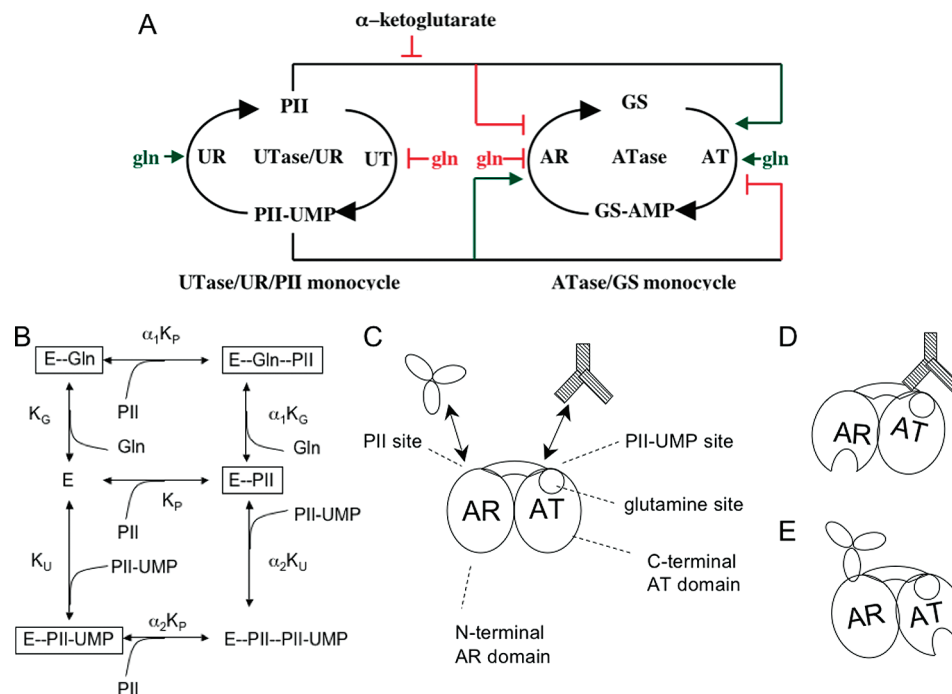 A
α–ketoglutarate
PII
GS
gln
UR
UTase/UR
UT
gln
gln
AR
ATase
AT
gln
PII-UMP
GS-AMP
UTase/UR/PII monocycle
ATase/GS monocycle
B
α1KP
E--Gln
E--Gln--PII
PII
KG
Gln
α1KG
Gln
E
E--PII
PII
KP
PII-UMP
KU
PII-UMP
α2KU
α2KP
E--PII-UMP
E--PII--PII-UMP
PII
C
PII site
PII-UMP site
AR
AT
glutamine site
C-terminal
AT domain
N-terminal
AR domain
D
AR
AT
E
AR
AT